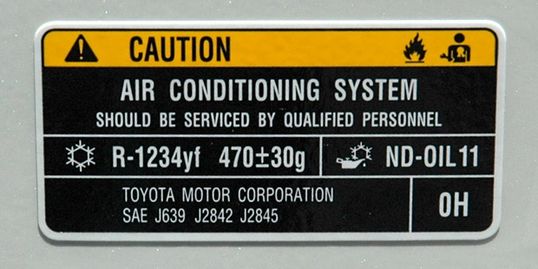 CAUTION
AIR CONDITIONING SYSTEM
SHOULD BE SERVICED BY QUALIFIED PERSONNEL
R-1234yf 470±30g ND-OIL11
TOYOTA MOTOR CORPORATION
SAE J639 J2842 J2845
0H